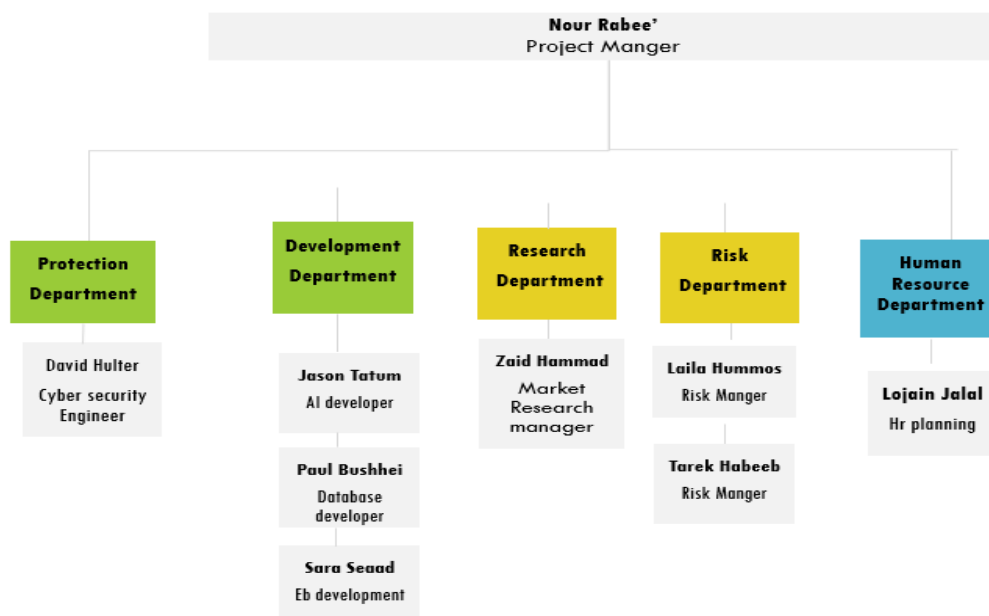 Nour Rabee’
Project Manger
Protection
Department
David Hulter
Cyber security
Engineer
Development
Department
Jason Tatum
AI developer
Paul Bushhei
Database
developer
Sara Seaad
Eb development
Research
Department
Zaid Hammad
Market
Research
manager
Risk
Department
Laila Hummos
Risk Manger
Tarek Habeeb
Risk Manger
Human
Resource
Department
Lojain Jalal
Hr planning